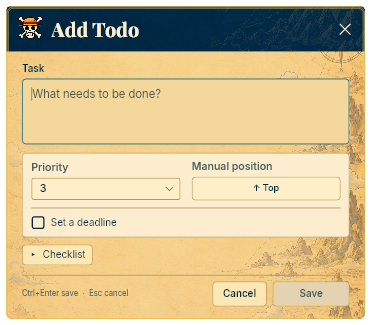 Add Todo
Task
What needs to be done?
Priority
Manual position
3
↑ Top
Set a deadline
Checklist
Ctrl+Enter save · Esc cancel
Cancel
Save